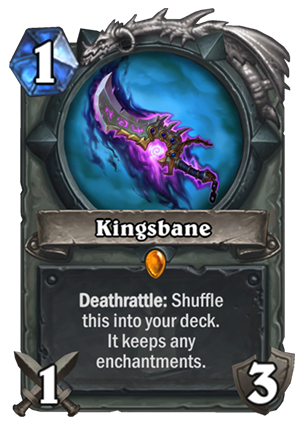 1
Kingsbane
Deathrattle: Shuffle
this into your deck.
It keeps any
enchantments.
1
3